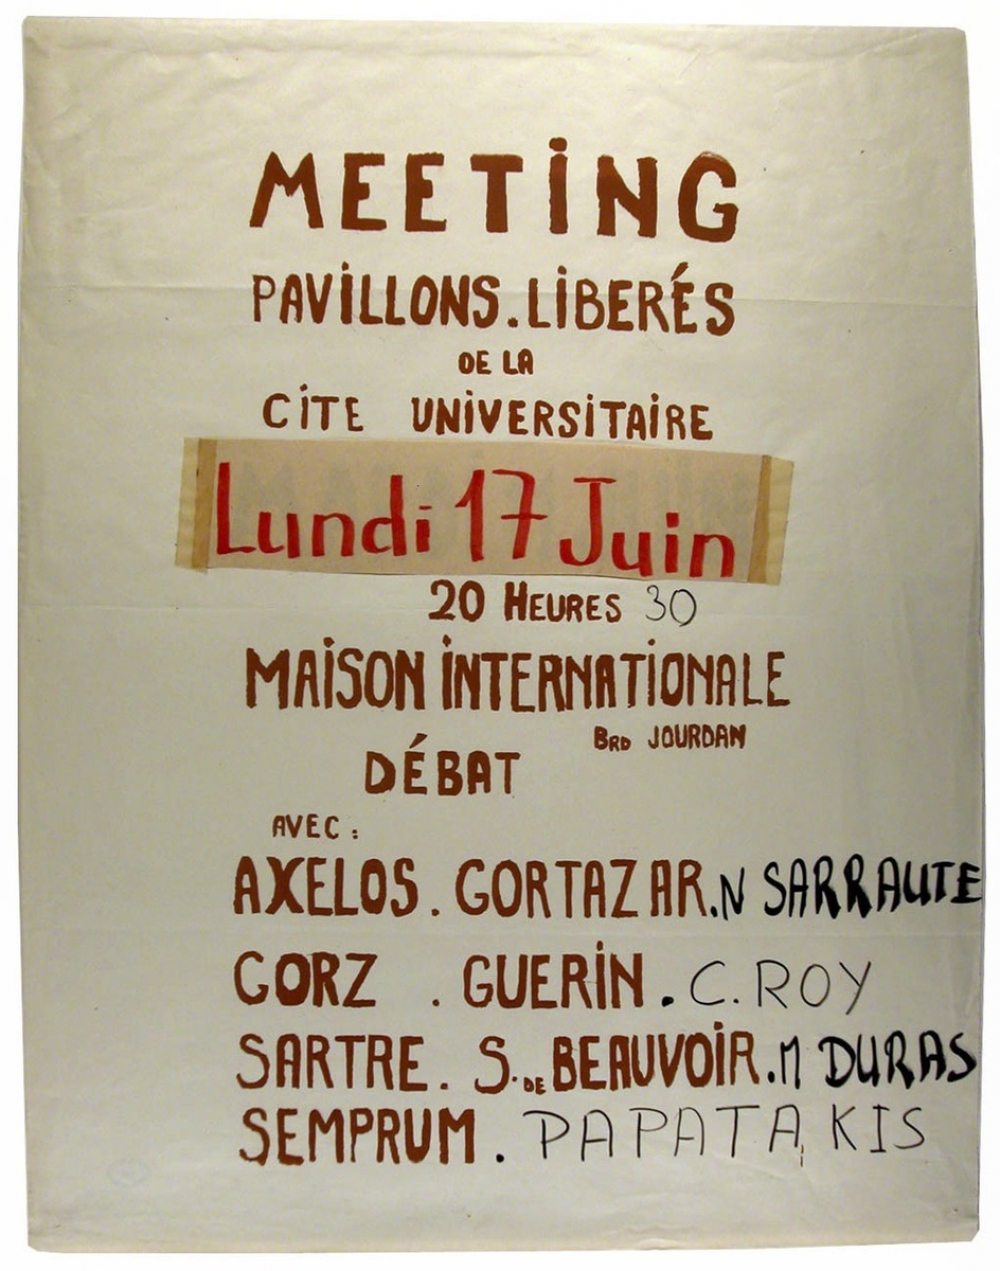 MEETING
PAVILLONS.LIBERÉS
DE LA
CITE UNIVERSITAIRE
Lundi 17 Juin
20 HEURES 30
MAISON INTERNATIONALE
BRD JOURDAN
DÉBAT
AVEC :
AXELOS. GORTAZAR.N SARRAUTE
GORZ . GUERIN. C. ROY
SARTRE. S. DE BEAUVOIR.M DURAS
SEMPRUM. PAPATAKIS